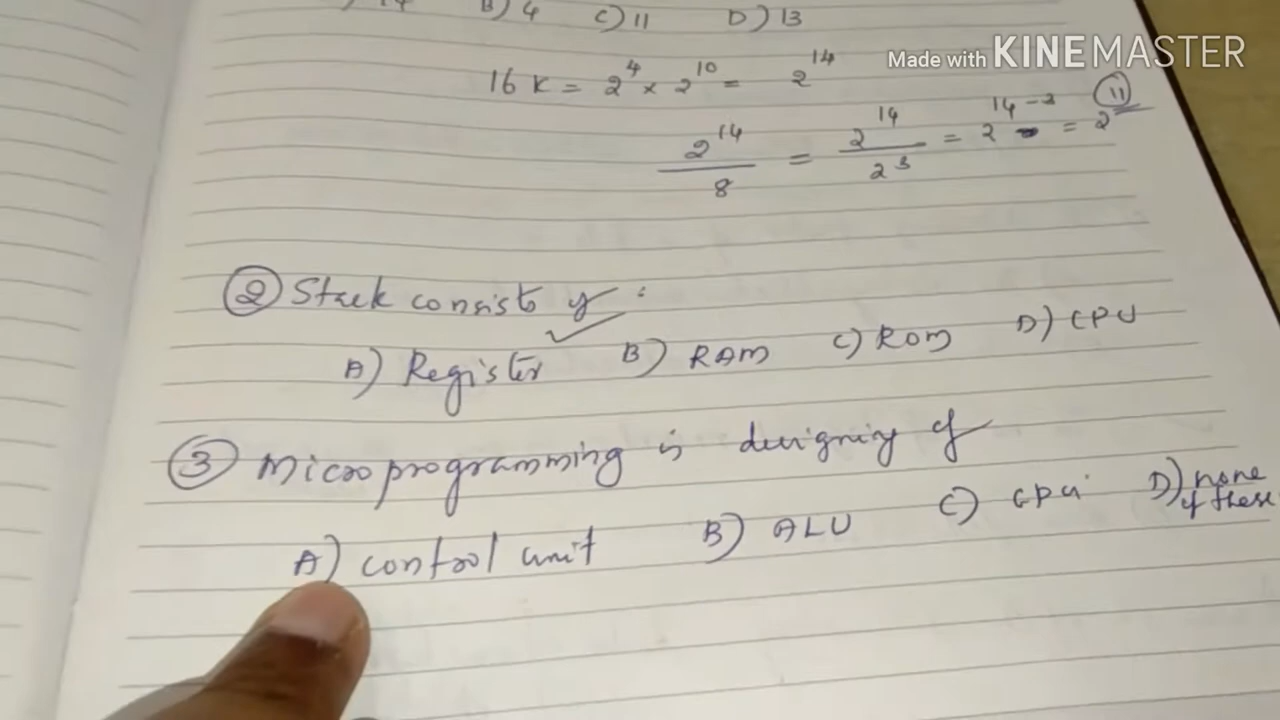 B) 4 C) 11 D) 13
Made with KINEMASTER
16 K = 2^4 × 2^10 = 2^14
2^14 / 8 = 2^14 / 2^3 = 2^14-3 = 2^11
② Stack consists of :
A) Register B) RAM C) ROM D) CPU
③ Microprogramming is designing of
A) control unit B) ALU C) CPU D) none of these